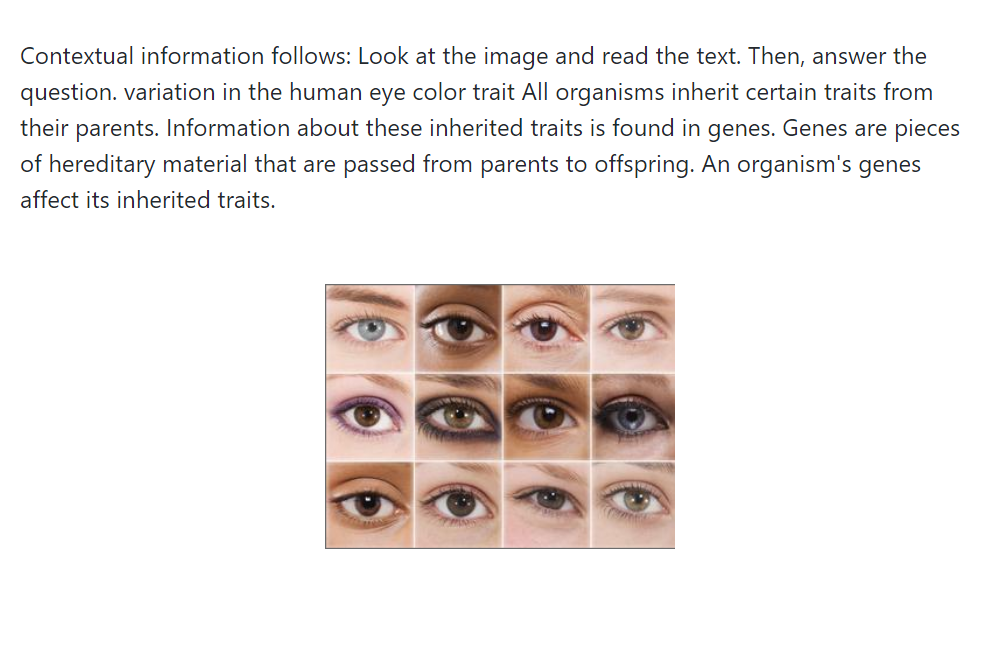 Contextual information follows: Look at the image and read the text. Then, answer the
question. variation in the human eye color trait All organisms inherit certain traits from
their parents. Information about these inherited traits is found in genes. Genes are pieces
of hereditary material that are passed from parents to offspring. An organism's genes
affect its inherited traits.